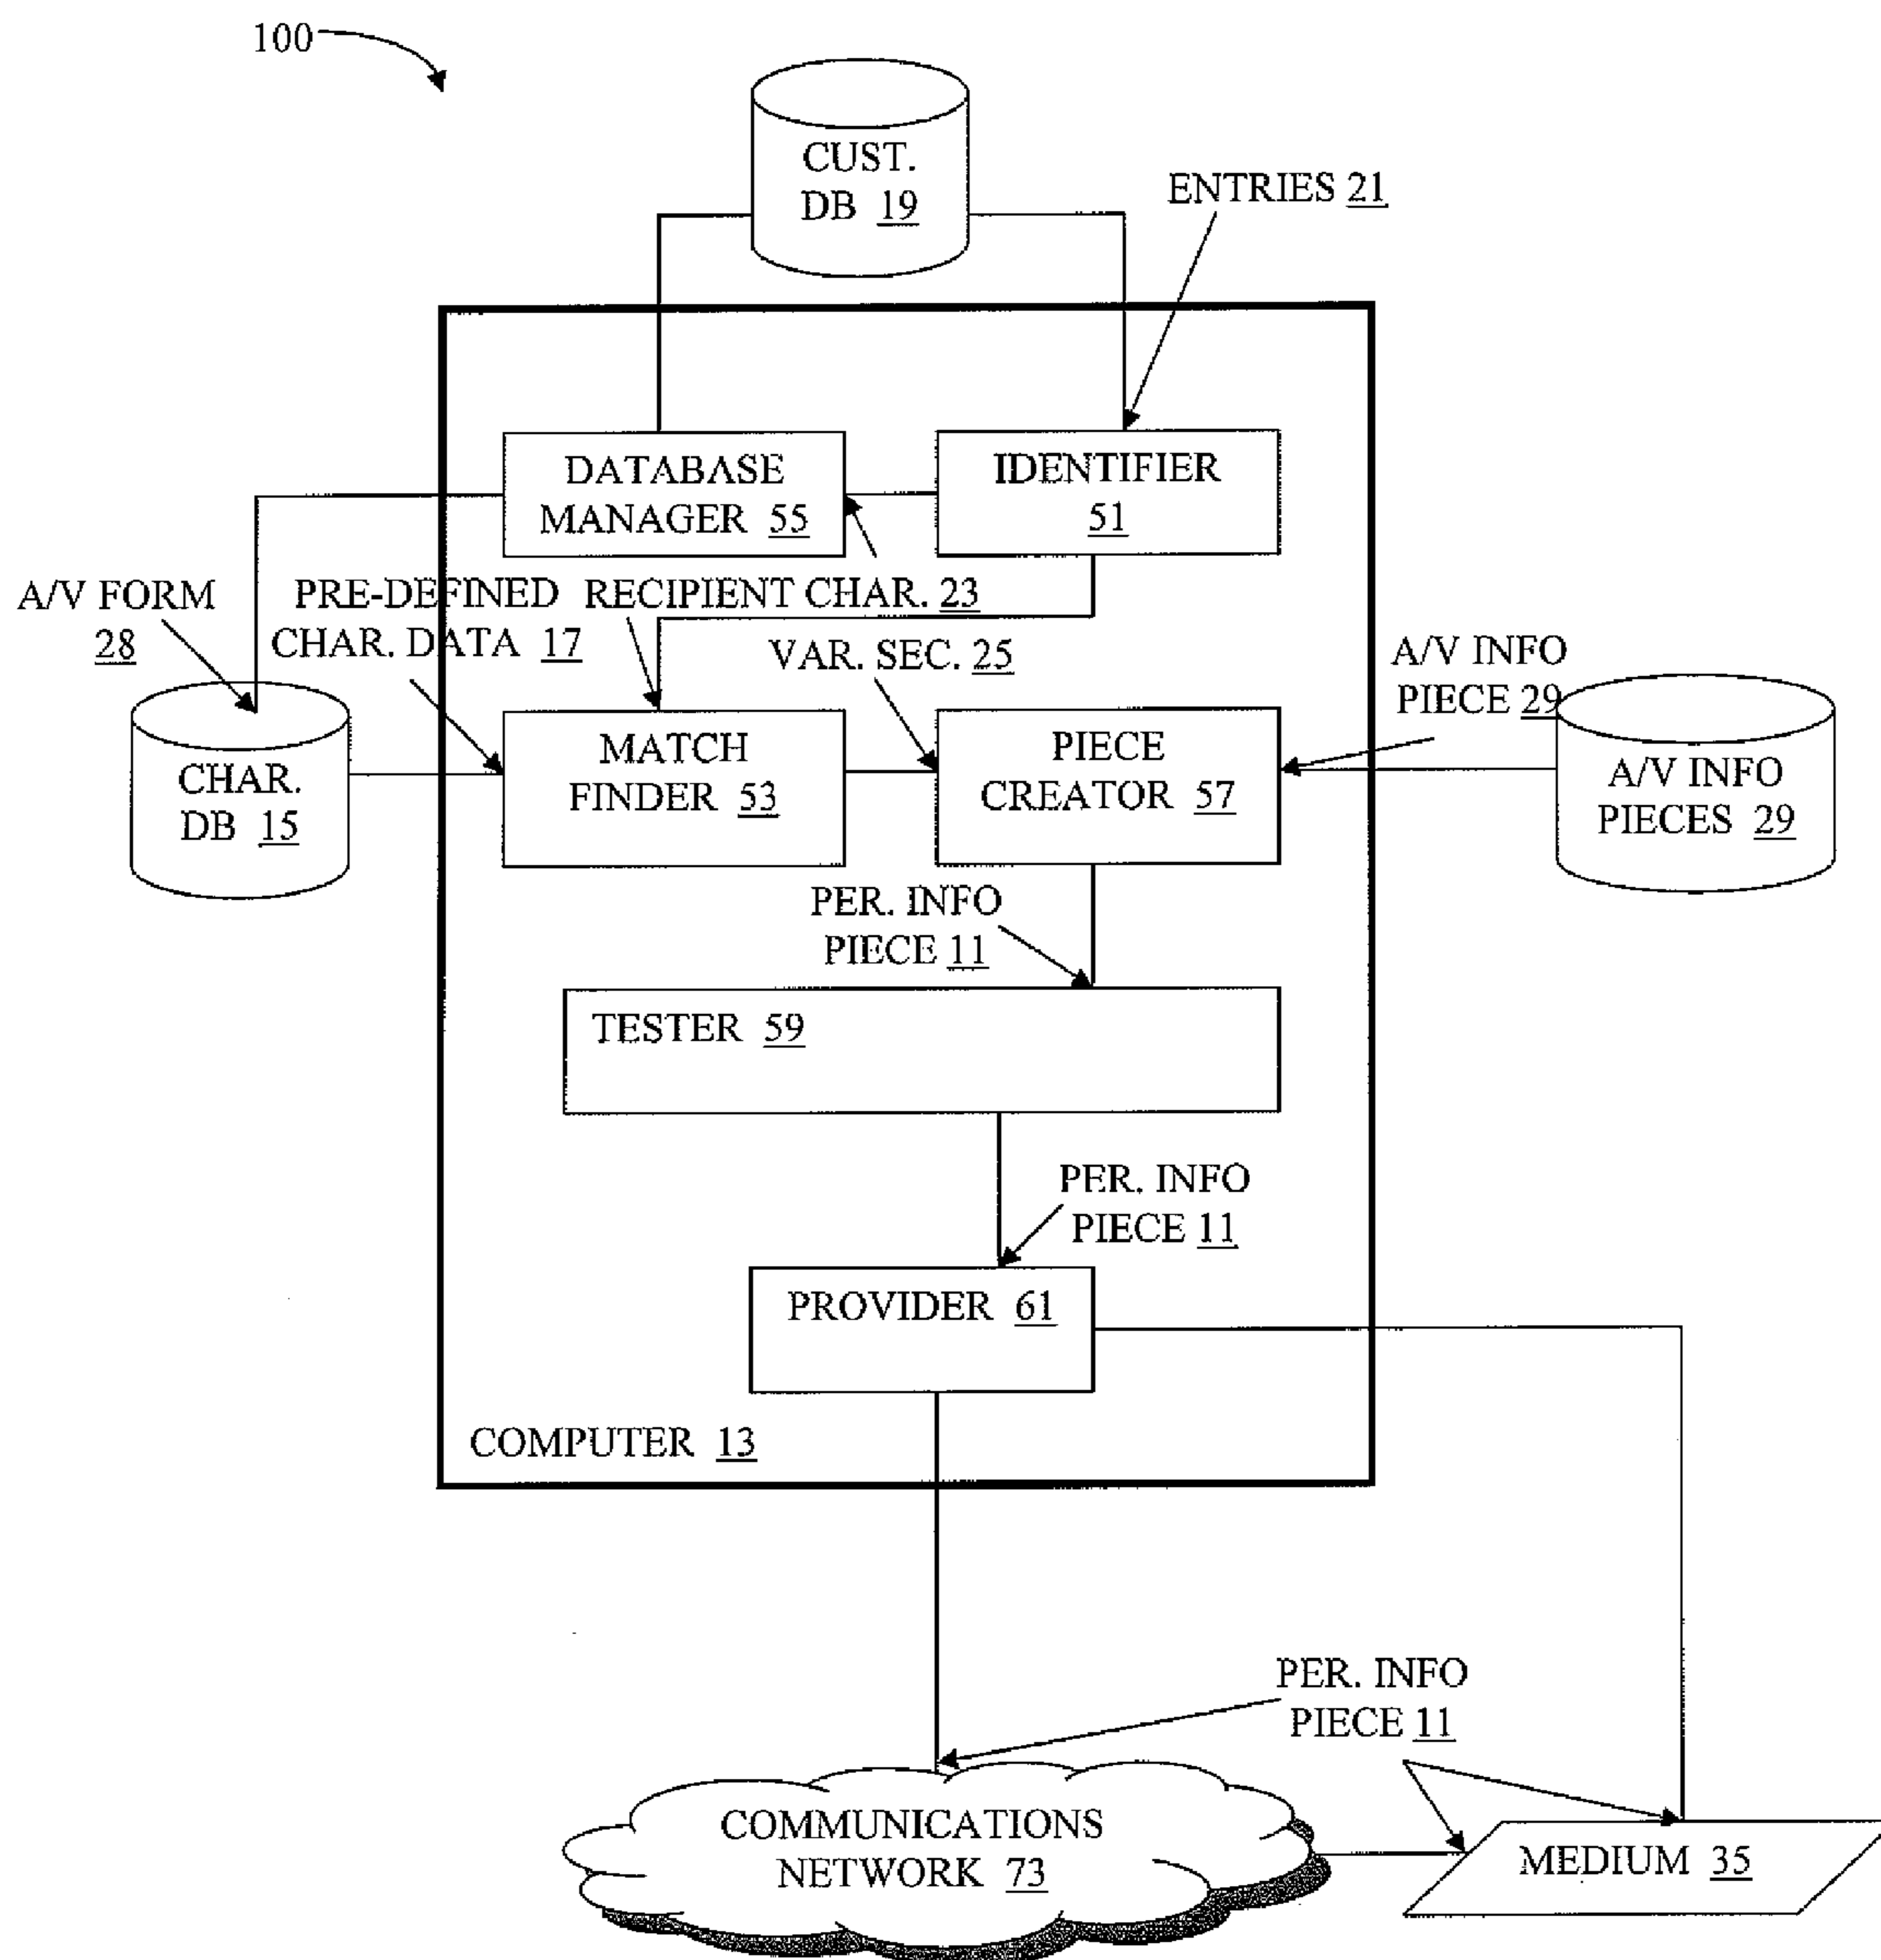 100
CUST.
DB 19
ENTRIES 21
DATABASE
MANAGER 55
IDENTIFIER
51
A/V FORM
28
PRE-DEFINED
CHAR. DATA 17
RECIPIENT CHAR. 23
VAR. SEC. 25
A/V INFO
PIECE 29
CHAR.
DB 15
MATCH
FINDER 53
PIECE
CREATOR 57
A/V INFO
PIECES 29
PER. INFO
PIECE 11
TESTER 59
PER. INFO
PIECE 11
PROVIDER 61
COMPUTER 13
PER. INFO
PIECE 11
COMMUNICATIONS
NETWORK 73
MEDIUM 35